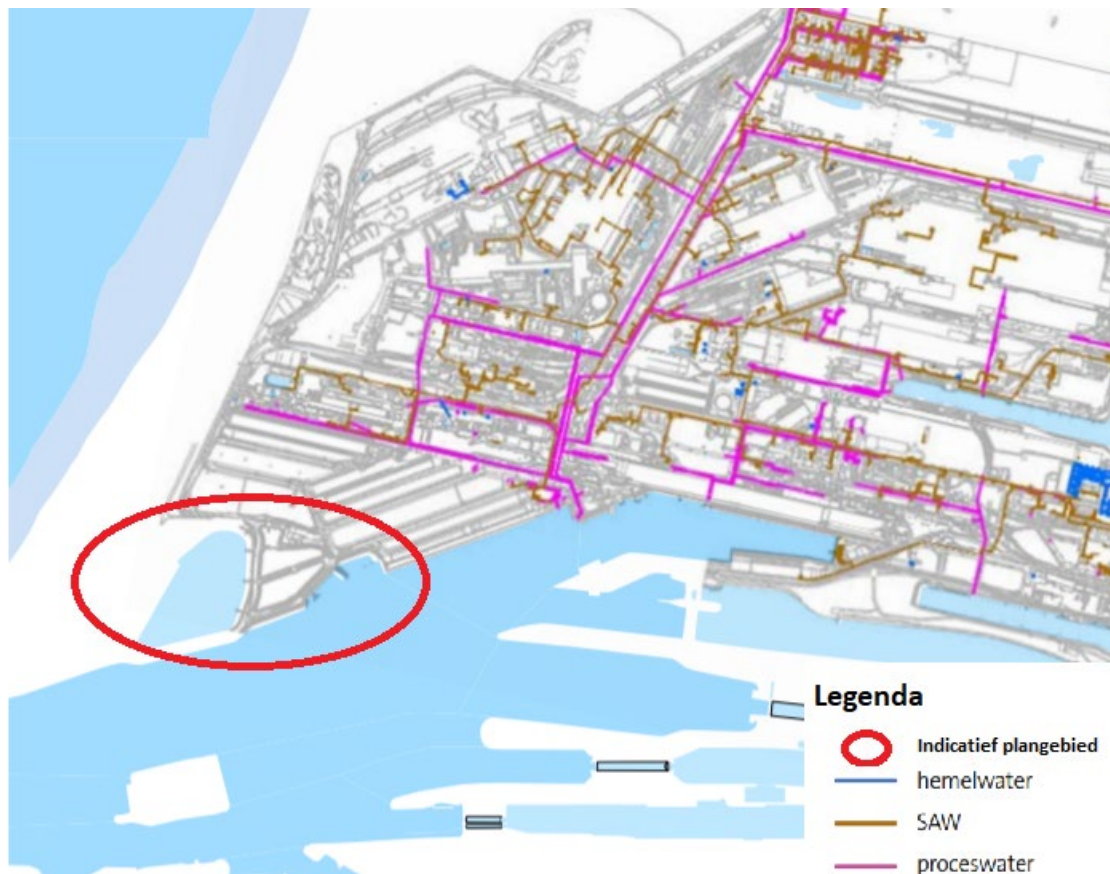 Legenda
Indicatief plangebied
hemelwater
SAW
proceswater